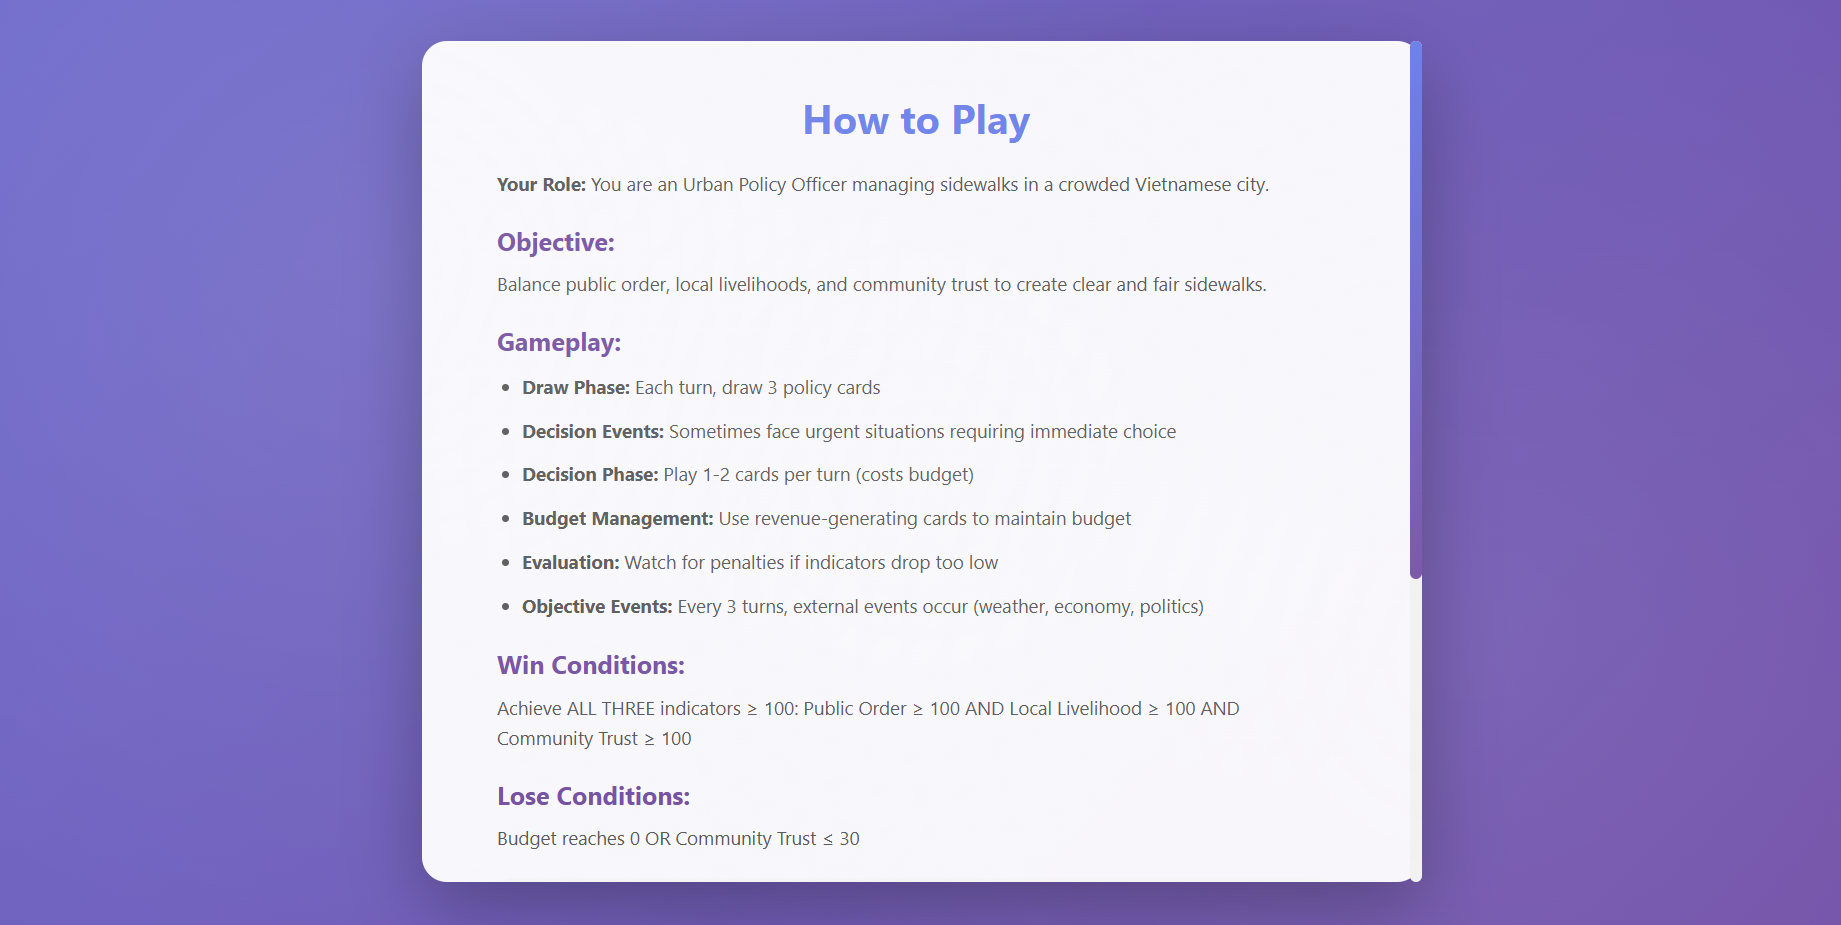 How to Play
Your Role: You are an Urban Policy Officer managing sidewalks in a crowded Vietnamese city.
Objective:
Balance public order, local livelihoods, and community trust to create clear and fair sidewalks.
Gameplay:
• Draw Phase: Each turn, draw 3 policy cards
• Decision Events: Sometimes face urgent situations requiring immediate choice
• Decision Phase: Play 1-2 cards per turn (costs budget)
• Budget Management: Use revenue-generating cards to maintain budget
• Evaluation: Watch for penalties if indicators drop too low
• Objective Events: Every 3 turns, external events occur (weather, economy, politics)
Win Conditions:
Achieve ALL THREE indicators ≥ 100: Public Order ≥ 100 AND Local Livelihood ≥ 100 AND
Community Trust ≥ 100
Lose Conditions:
Budget reaches 0 OR Community Trust ≤ 30